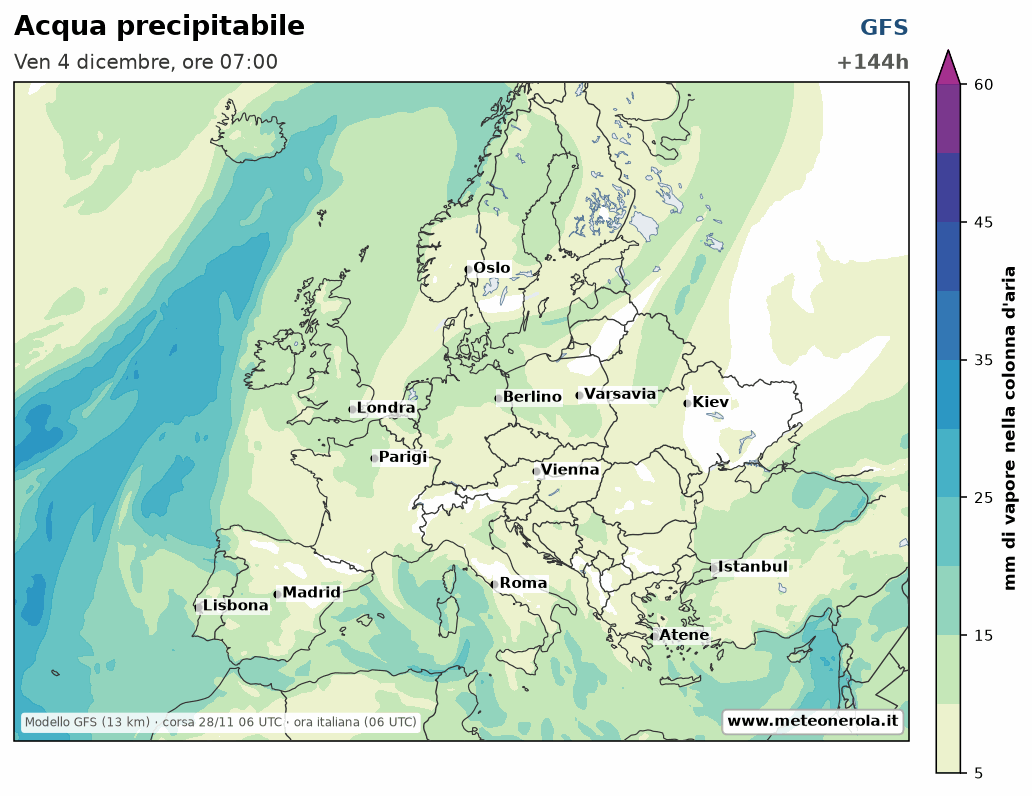 Acqua precipitabile
GFS
Ven 4 dicembre, ore 07:00
+144h
60
45
35
25
15
5
mm di vapore nella colonna d'aria
Oslo
Londra
Berlino
Varsavia
Kiev
Parigi
Vienna
Istanbul
Roma
Madrid
Lisbona
Atene
Modello GFS (13 km) · corsa 28/11 06 UTC · ora italiana (06 UTC)
www.meteonerola.it